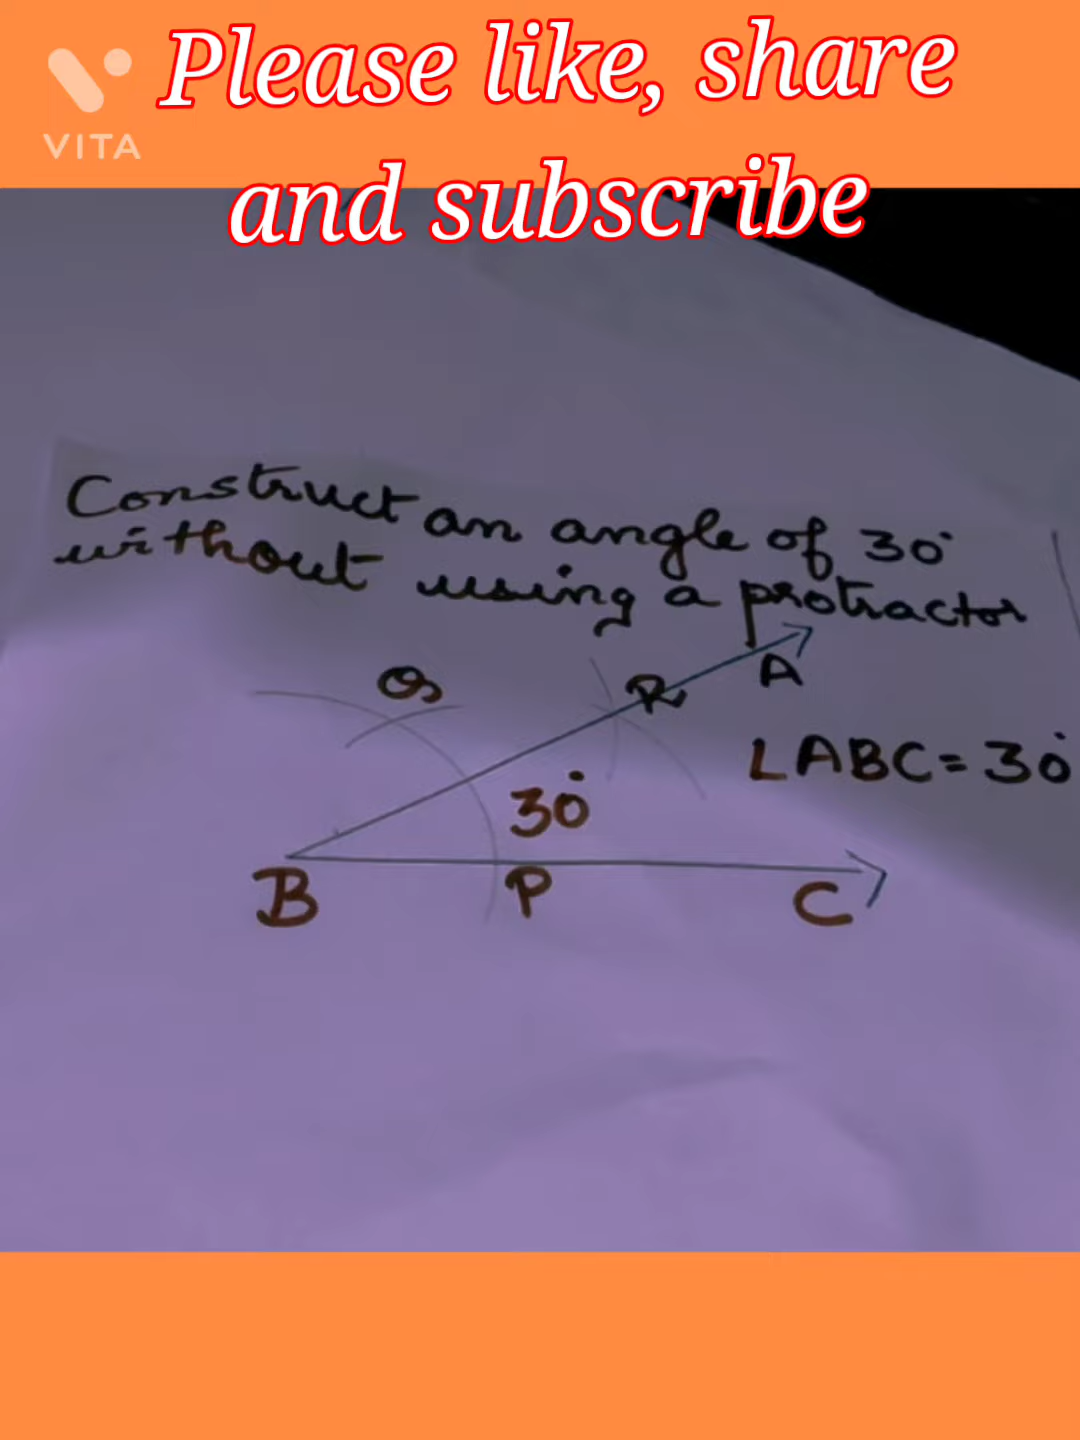 Please like, share
and subscribe
VITA
Construct an angle of 30°
without using a protractor
Q
R
A
∠ABC = 30°
30°
B
P
C